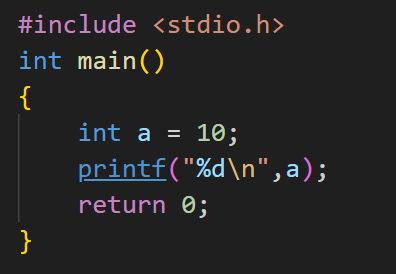 #include <stdio.h>
int main()
{
    int a = 10;
    printf("%d\n",a);
    return 0;
}